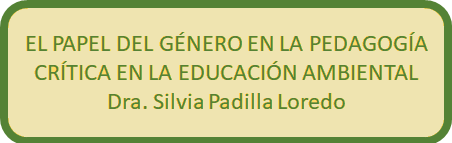 EL PAPEL DEL GÉNERO EN LA PEDAGOGÍA
CRÍTICA EN LA EDUCACIÓN AMBIENTAL
Dra. Silvia Padilla Loredo